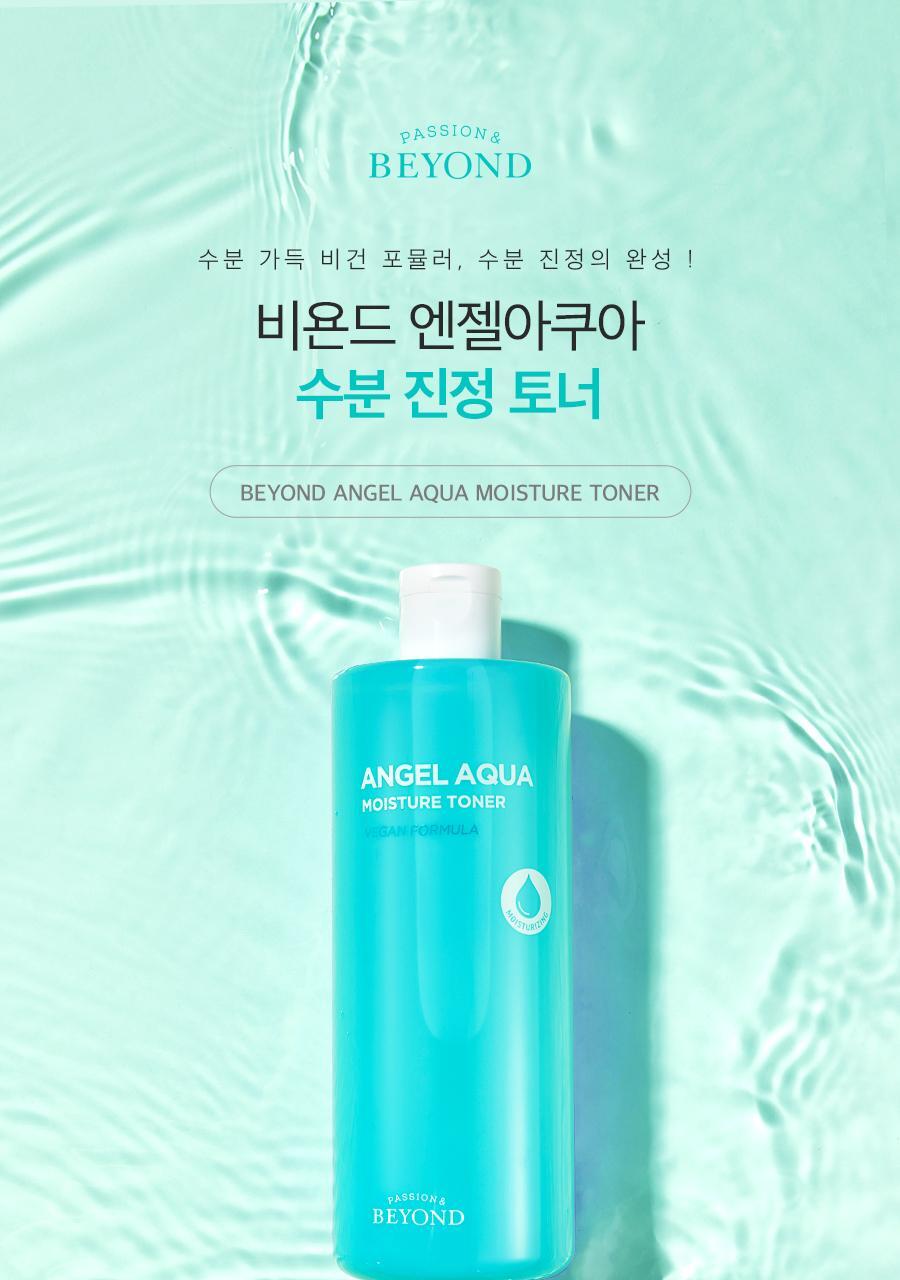 PASSION &
BEYOND
수분 가득 비건 포뮬러, 수분 진정의 완성 !
비욘드 엔젤아쿠아
수분 진정 토너
BEYOND ANGEL AQUA MOISTURE TONER
ANGEL AQUA
MOISTURE TONER
VEGAN FORMULA
MOISTURIZING
PASSION &
BEYOND